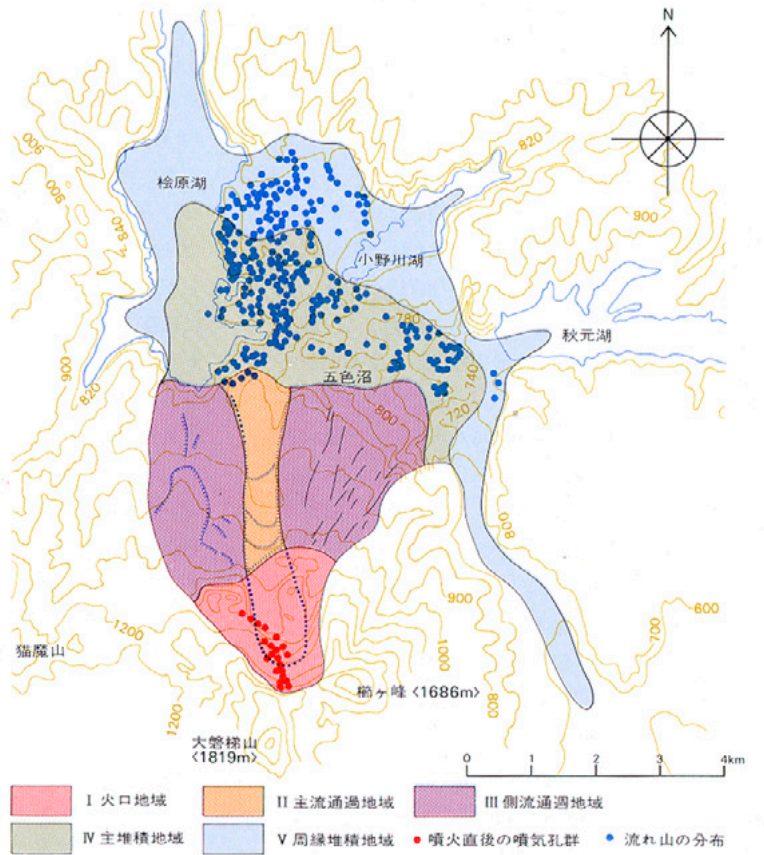 N
820
900
900
桧原湖
900
840
小野川湖
780
秋元湖
900
740
五色沼
820
800
720
800
900
600
1200
700
1000
猫魔山
櫛ヶ峰〈1686m〉
800
1200
大磐梯山
〈1819m〉
0 1 2 4km
I 火口地域
II 主流通過地域
III 側流通週地域
IV 主堆積地域
V 周縁堆積地域
噴火直後の噴気孔群
流れ山の分布